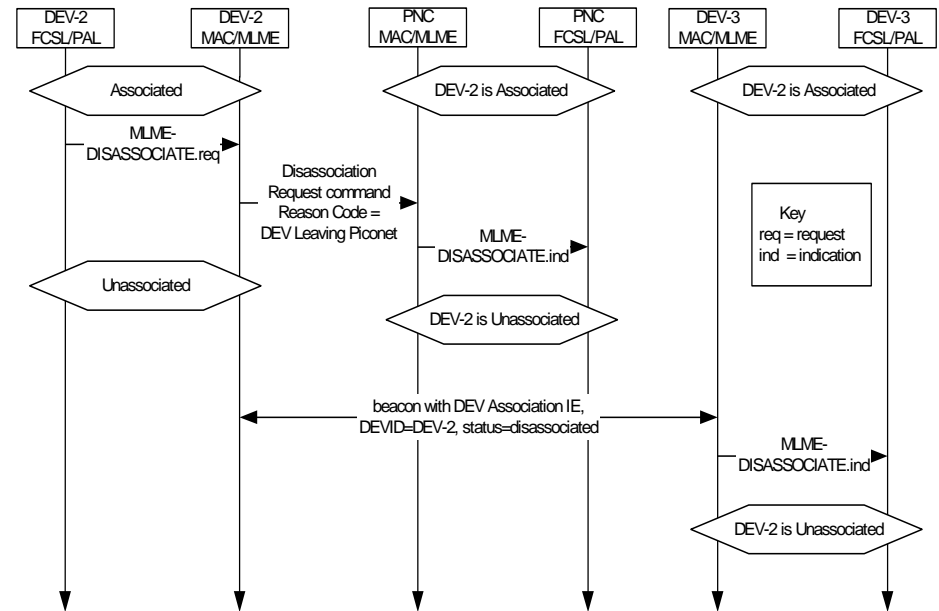 DEV-2
FCSL/PAL
DEV-2
MAC/MLME
PNC
MAC/MLME
PNC
FCSL/PAL
DEV-3
MAC/MLME
DEV-3
FCSL/PAL
Associated
DEV-2 is Associated
DEV-2 is Associated
MLME-
DISASSOCIATE.req
Disassociation
Request command
Reason Code =
DEV Leaving Piconet
Key
req = request
ind = indication
MLME-
DISASSOCIATE.ind
Unassociated
DEV-2 is Unassociated
beacon with DEV Association IE,
DEVID=DEV-2, status=disassociated
MLME-
DISASSOCIATE.ind
DEV-2 is Unassociated